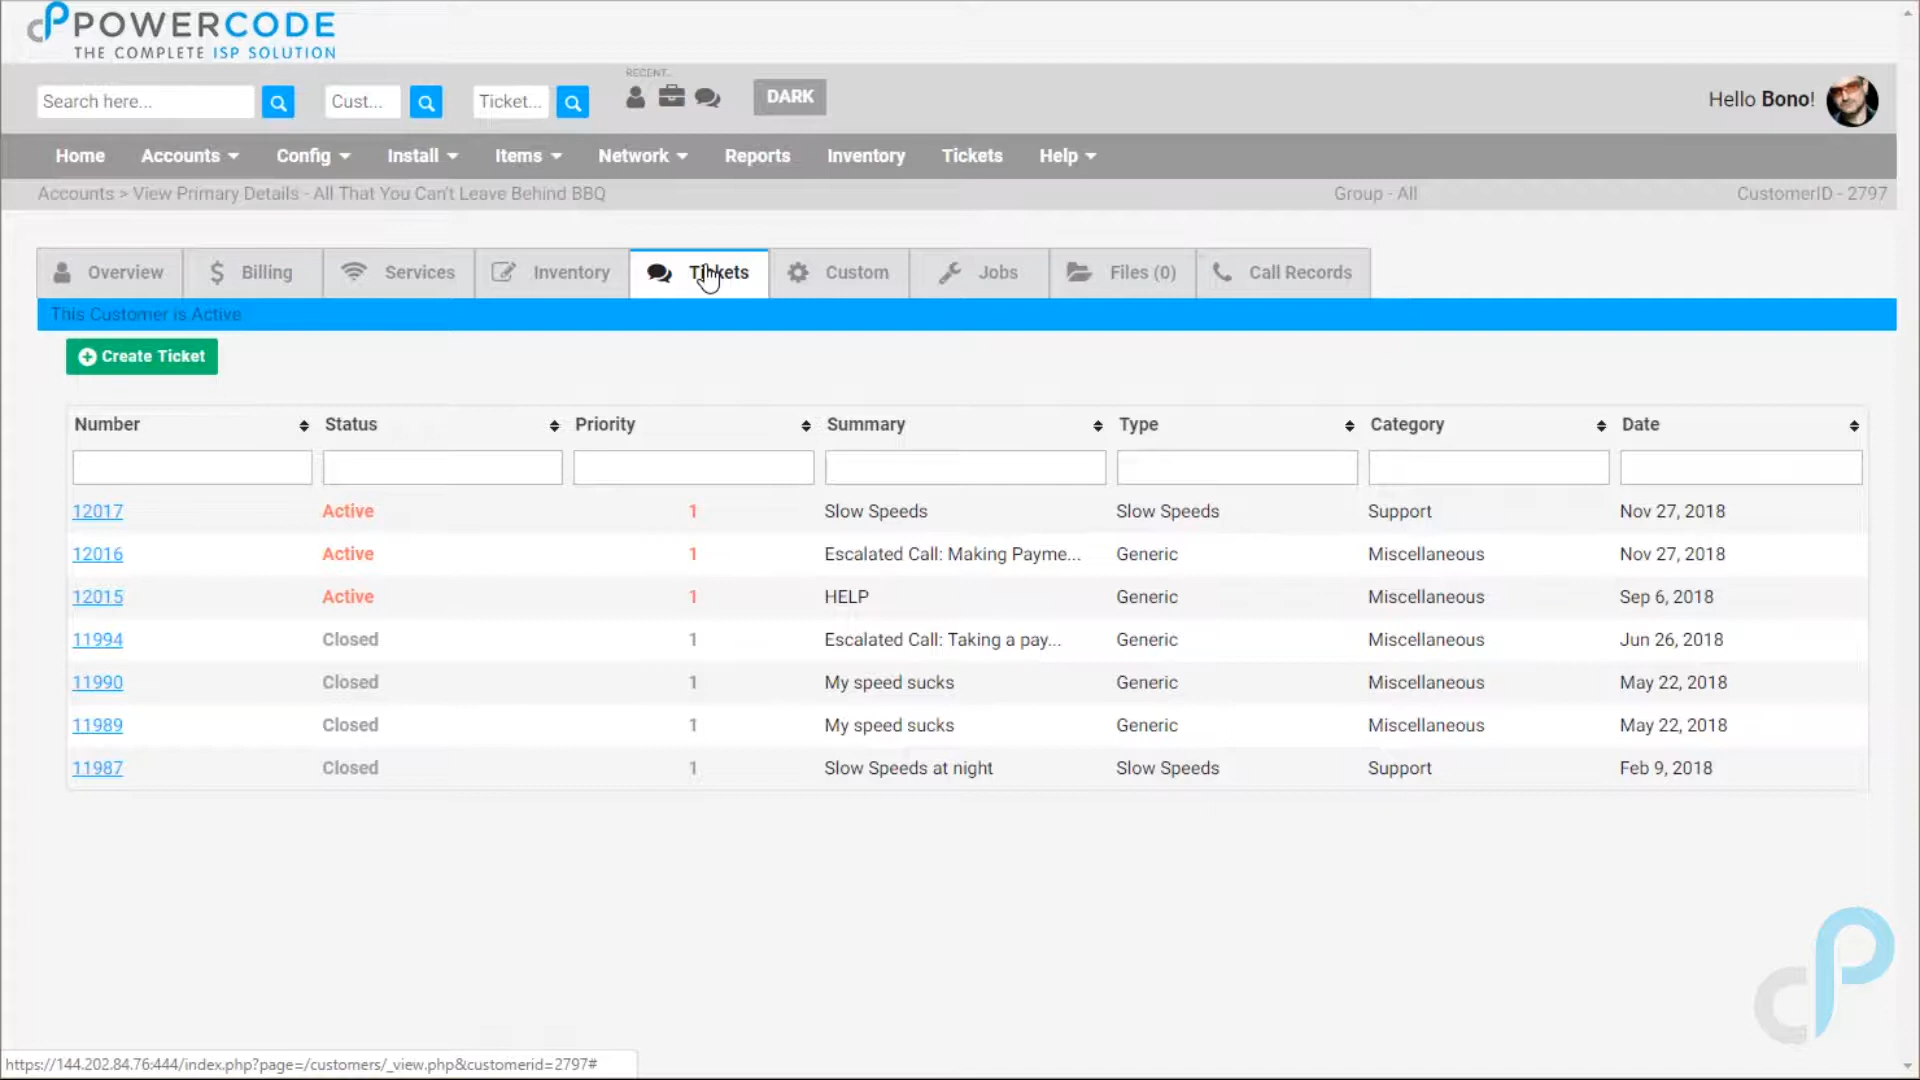 POWERCODE
THE COMPLETE ISP SOLUTION
Search here...
Cust...
Ticket...
RECENT...
DARK
Hello Bono!
Home Accounts Config Install Items Network Reports Inventory Tickets Help
Accounts > View Primary Details - All That You Can't Leave Behind BBQ Group - All CustomerID - 2797
Overview Billing Services Inventory Tickets Custom Jobs Files (0) Call Records
This Customer is Active
Create Ticket
Number Status Priority Summary Type Category Date
12017 Active 1 Slow Speeds Slow Speeds Support Nov 27, 2018
12016 Active 1 Escalated Call: Making Payme... Generic Miscellaneous Nov 27, 2018
12015 Active 1 HELP Generic Miscellaneous Sep 6, 2018
11994 Closed 1 Escalated Call: Taking a pay... Generic Miscellaneous Jun 26, 2018
11990 Closed 1 My speed sucks Generic Miscellaneous May 22, 2018
11989 Closed 1 My speed sucks Generic Miscellaneous May 22, 2018
11987 Closed 1 Slow Speeds at night Slow Speeds Support Feb 9, 2018
https://144.202.84.76:444/index.php?page=/customers/_view.php&customerid=2797#